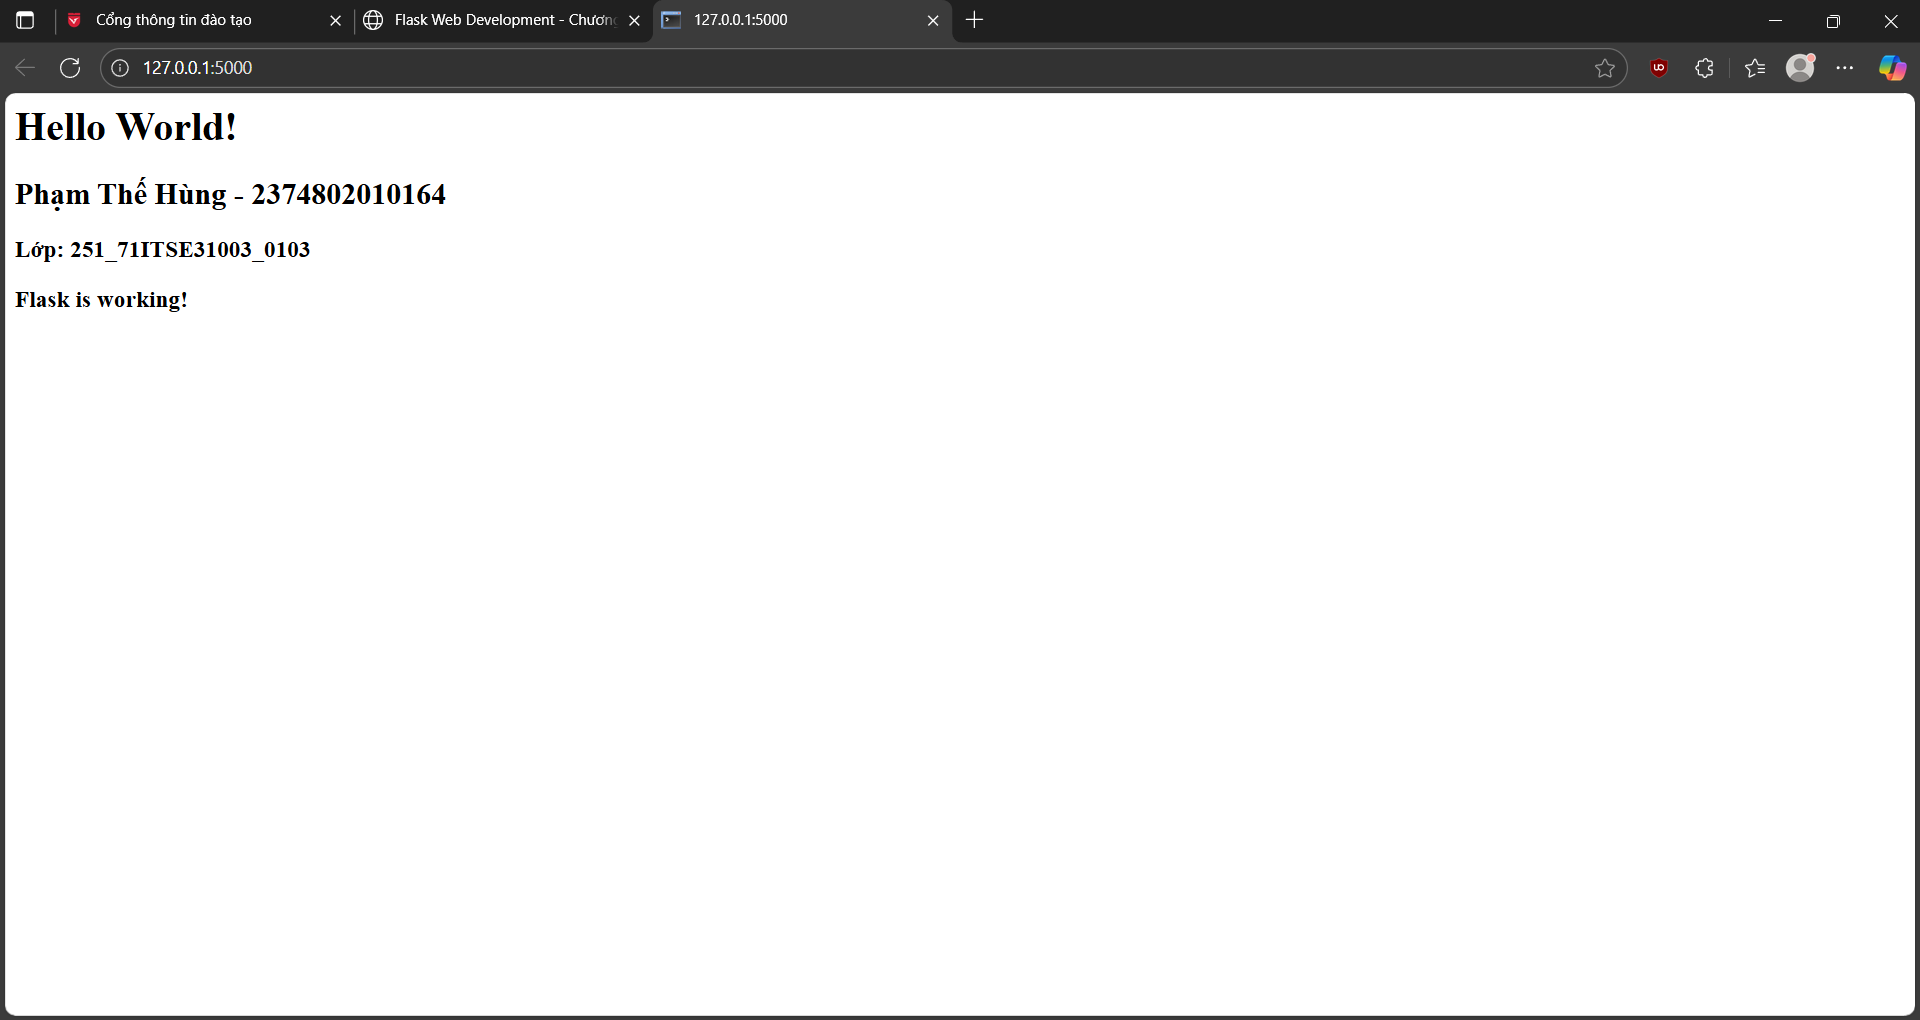 Cổng thông tin đào tạo
Flask Web Development - Chươn
127.0.0.1:5000
127.0.0.1:5000
Hello World!
Phạm Thế Hùng - 2374802010164
Lớp: 251_71ITSE31003_0103
Flask is working!